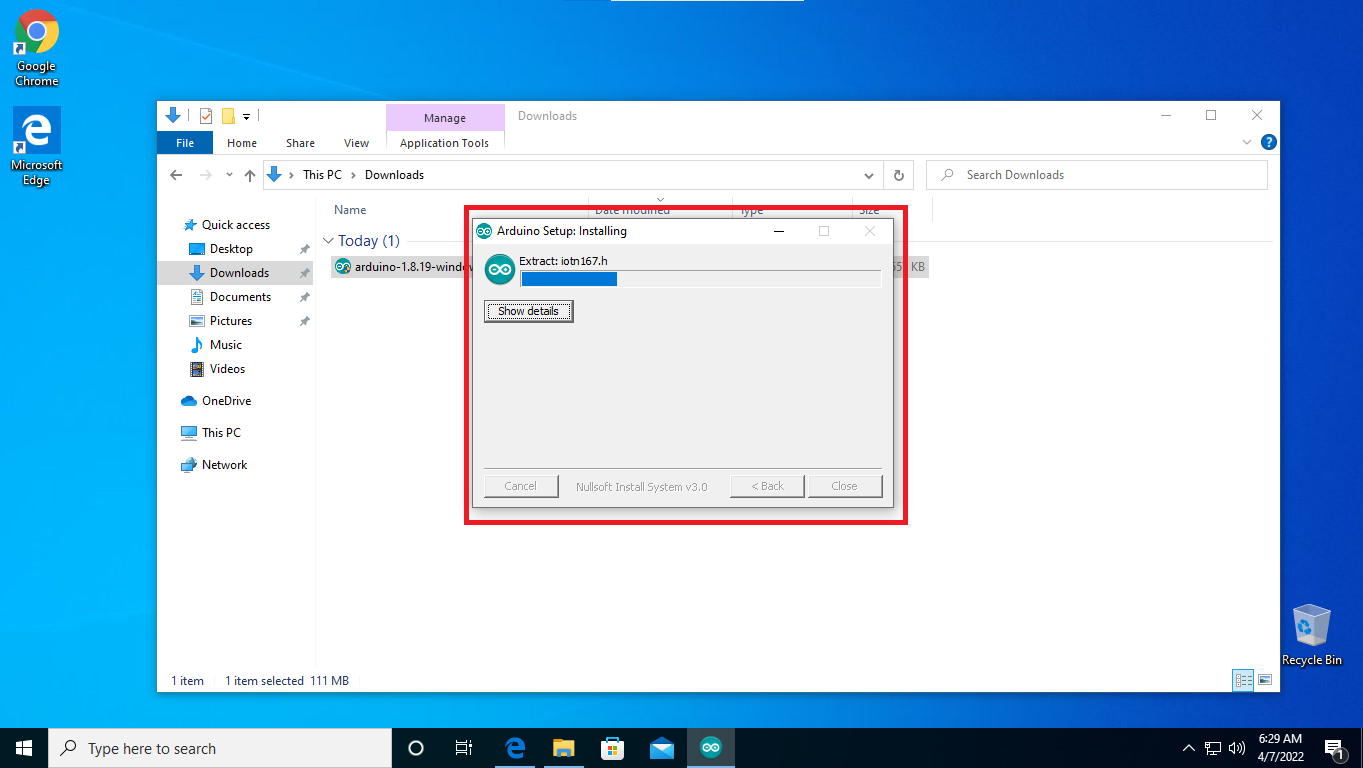 Google
Chrome
Microsoft
Edge
Manage
Downloads
File
Home
Share
View
Application Tools
This PC
Downloads
Search Downloads
Name
Date modified
Type
Size
Quick access
Desktop
Downloads
Documents
Pictures
Music
Videos
OneDrive
This PC
Network
Today (1)
arduino-1.8.19-window
KB
Arduino Setup: Installing
Extract: iotn167.h
Show details
Cancel
Nullsoft Install System v3.0
< Back
Close
1 item
1 item selected
111 MB
Recycle Bin
Type here to search
6:29 AM
4/7/2022
1